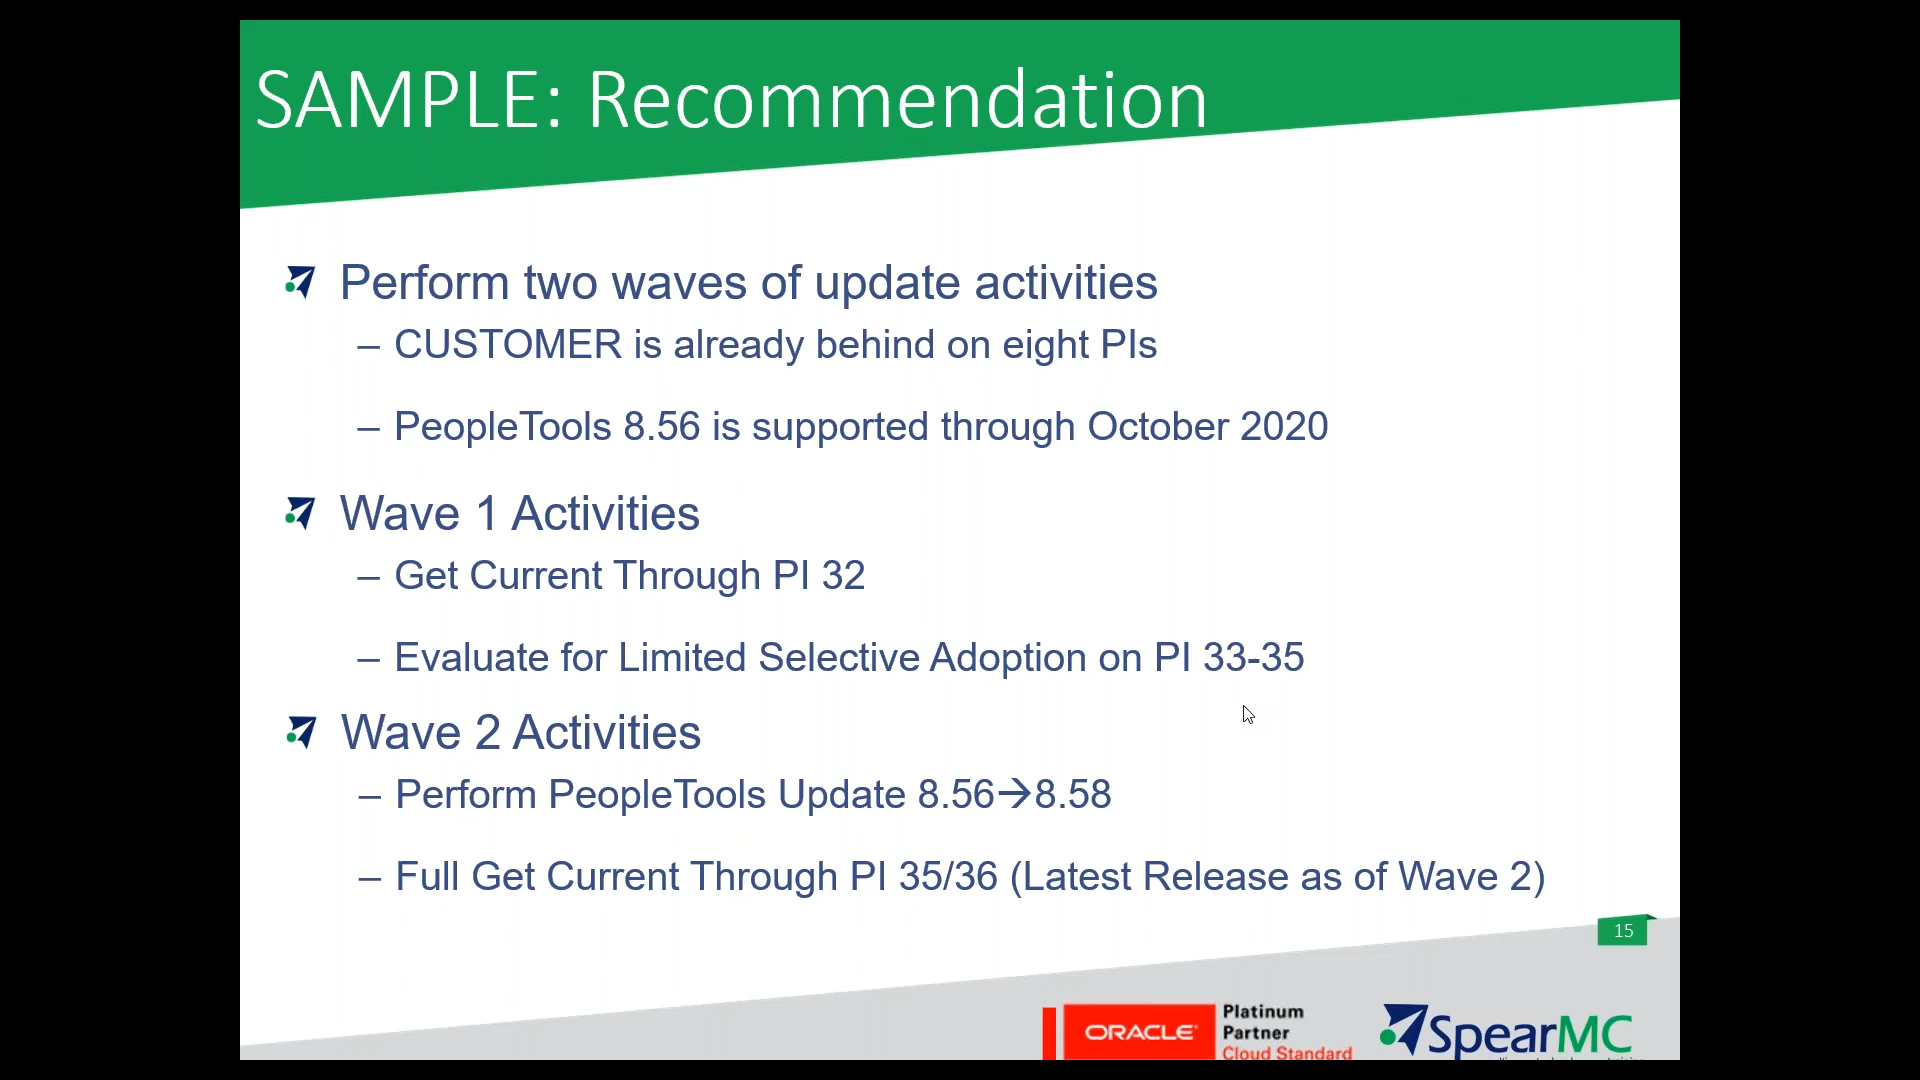 SAMPLE: Recommendation
Perform two waves of update activities
– CUSTOMER is already behind on eight PIs
– PeopleTools 8.56 is supported through October 2020
Wave 1 Activities
– Get Current Through PI 32
– Evaluate for Limited Selective Adoption on PI 33-35
Wave 2 Activities
– Perform PeopleTools Update 8.56→8.58
– Full Get Current Through PI 35/36 (Latest Release as of Wave 2)
15
ORACLE
Platinum
Partner
Cloud Standard
SpearMC